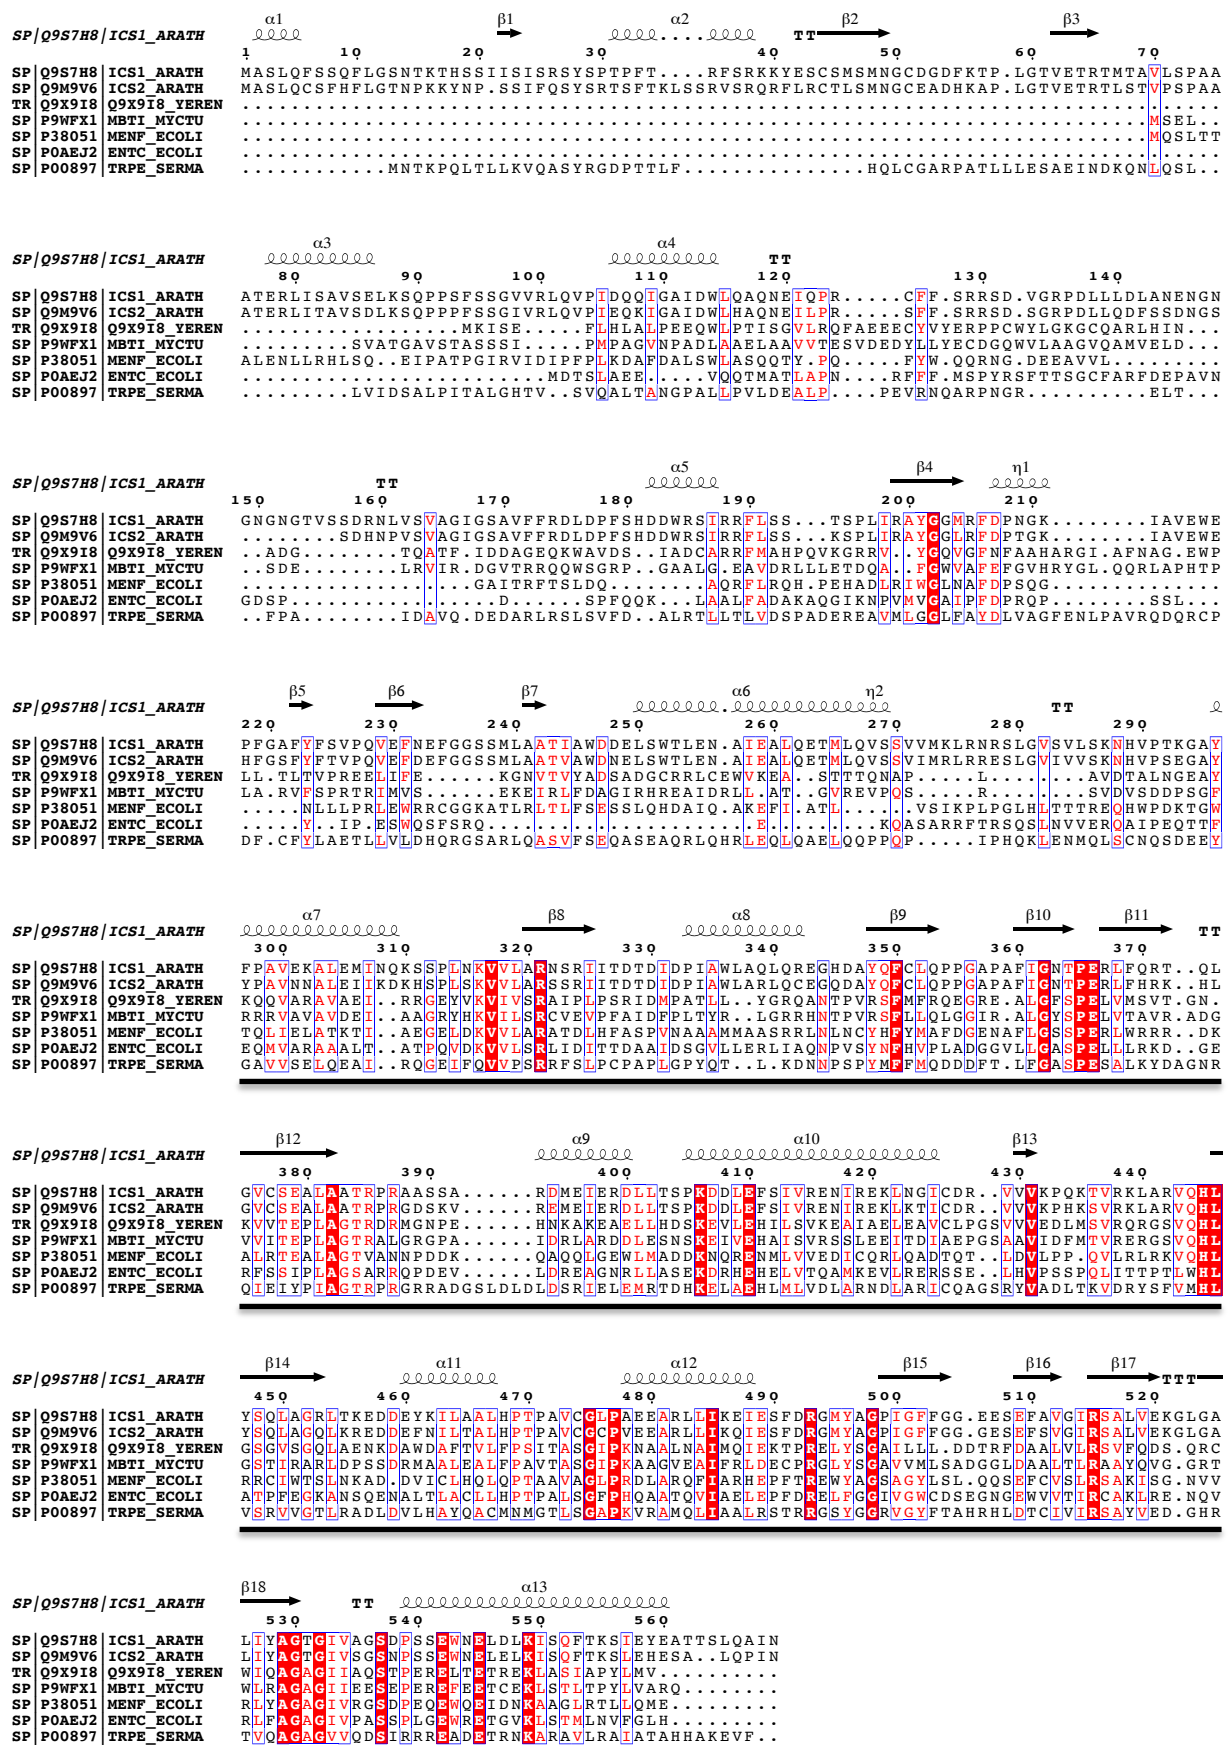 α1 β1 α2 β2 β3
SP|Q9S7H8|ICS1_ARATH TT
1 10 20 30 40 50 60 70
SP|Q9S7H8|ICS1_ARATH MASLQFSSQFLGSNTKTHSSIISISRSYSPTPFT....RFSRKKYESCSMSMNGCDGDFKTP.LGTVETRTMTAVLSPAA
SP|Q9M9V6|ICS2_ARATH MASLQCSFHFLGTNPKKYNP.SSIFQSYSRTSFTKLSSRVSRQRFLRCTLSMNGCEADHKAP.LGTVETRTLSTVPSPAA
TR|Q9X9I8|Q9X9I8_YEREN ................................................................................
SP|P9WFX1|MBTI_MYCTU ..........................................................................MSEL..
SP|P38051|MENF_ECOLI ..........................................................................MQSLTT
SP|P0AEJ2|ENTC_ECOLI ................................................................................
SP|P00897|TRPE_SERMA ............MNTKPQLTLLKVQASYRGDPTTLF...............HQLCGARPATLLLESAEINDKQNLQSL..
α3 α4
SP|Q9S7H8|ICS1_ARATH TT
80 90 100 110 120 130 140
SP|Q9S7H8|ICS1_ARATH ATERLISAVSELKSQPPSFSSGVVRLQVPIDQQIGAIDWLQAQNEIQPR.....CFF.SRRSD.VGRPDLLLDLANENGN
SP|Q9M9V6|ICS2_ARATH ATERLITAVSDLKSQPPPFSSGIVRLQVPIEQKIGAIDWLHAQNEILPR.....SFF.SRRSD.SGRPDLLQDFSSDNGS
TR|Q9X9I8|Q9X9I8_YEREN ..................MKISE.....FLHLALPEEQWLPTISGVLRQFAEEECYVYERPPCWYLGKGCQARLHIN...
SP|P9WFX1|MBTI_MYCTU .........SVATGAVSTASSSI.....PMPAGVNPADLAAELAAVVTESVDEDYLLYECDGQWVLAAGVQAMVELD...
SP|P38051|MENF_ECOLI ALENLLRHLSQ..EIPATPGIRVIDIPFPLKDAFDALSWLASQQTY.PQ.....FYW.QQRNG.DEEAVVL.........
SP|P0AEJ2|ENTC_ECOLI .........................MDTSLAEE.....VQQTMATLAPN.....RFF.MSPYRSFTTSGCFARFDEPAVN
SP|P00897|TRPE_SERMA .........LVIDSALPITALGHTV...SVQALTANGPALLPVLDEALP....PEVRNQARPNGR..........ELT...
α5 β4 η1
SP|Q9S7H8|ICS1_ARATH TT
150 160 170 180 190 200 210
SP|Q9S7H8|ICS1_ARATH GNGNGTVSSDRNLVSVAGIGSAVFFRDLDPFSHDDWRSIRRFLSS...TSPLIRAYGGMRFDPNGK......IAVEWE
SP|Q9M9V6|ICS2_ARATH ........SDHNPVSVAGIGSAVFFRDLDPFSHDDWRSIRRFLSS...KSPLIRAYGGLRFDPTGK......IAVEWE
TR|Q9X9I8|Q9X9I8_YEREN ..ADG........TQATF.IDDAGEQKWAVDS..IADCARRFMAHPQVKGRRV..YGQVGFNFAAHARGI.AFNAG.EWP
SP|P9WFX1|MBTI_MYCTU ..SDE........LRVIR.DGVTRRQQWSGRP..GAALG.EAVDRLLLETDQA..FGWVAFEFGVHRYGL.QQRLAPHTP
SP|P38051|MENF_ECOLI ...................GAITRFTSLDQ........AQRFLRQH.PEHADLRIWGLNAFDPSQG..............
SP|P0AEJ2|ENTC_ECOLI GDSP.............D.....SPFQQK...LAALFADAKAQGIKNPVMVGAIPFDPRQP..........SSL...
SP|P00897|TRPE_SERMA ..FPA........IDAVQ.DEDARLRSLSVFD..ALRTLLTLVDSPADEREAVMLGGLFAYDLVAGFENLPAVRQDQRCP
β5 β6 β7 α6 η2
SP|Q9S7H8|ICS1_ARATH TT
220 230 240 250 260 270 280 290
SP|Q9S7H8|ICS1_ARATH PFGAFYFSVPQVEFNEFGGSSMLAATIAWDDELSWTLEN.AIEALQETMLQVSSVVMKLRNRSLGVSVLSKNHVPTKGAY
SP|Q9M9V6|ICS2_ARATH HFGSFYFTVPQVEFDEFGGSSMLAATVAWDNELSWTLEN.AIEALQETMLQVSSVIMRLRRESLGVIVVSKNHVPSEGAY
TR|Q9X9I8|Q9X9I8_YEREN LL.TLTVPREELIFE......KGNVTVYADSADGCRRLCEWVKEA..STTTQNAP.....L.......AVDTALNGEAY
SP|P9WFX1|MBTI_MYCTU LA.RVFSPRTRIMVS......EKEIRLFDAGIRHREAIDRLL.AT..GVREVPQS.....R.......SVDVSDDPSGF
SP|P38051|MENF_ECOLI .....NLLLPRLEWRRCGGKATLRLTLFSESSLQHDAIQ.AKEFI.ATL.....VSIKPLPGLHLTTTREQHWPDKTGW
SP|P0AEJ2|ENTC_ECOLI .....Y..IP.ESWQSFSRQ..................E.........KQASARRFTRSQSLNVVERQAIPEQTTF
SP|P00897|TRPE_SERMA DF.CFYLAETLLVLDHQRGSARLQASVFSEQASEAQRLQHRLEQLQAELQQPPQP.....IPHQKLENMQLSCNQSDEEY
α7 β8 α8 β9 β10 β11
SP|Q9S7H8|ICS1_ARATH TT
300 310 320 330 340 350 360 370
SP|Q9S7H8|ICS1_ARATH FPAVEKALEMINQKSSPLNKVVLARNSRIITDTDIDPIAWLAQLQREGHDAYQFCLQPPGAPAFIGNTPERLFQRT..QL
SP|Q9M9V6|ICS2_ARATH YPAVNNALEIIKDKHSPLSKVVLARSSRIITDTDIDPIAWLARLQCEGQDAYQFCLQPPGAPAFIGNTPERLFHRK..HL
TR|Q9X9I8|Q9X9I8_YEREN KQQVARAVAEI..RRGEYVKVIVSRAIPLPSRIDMPATLL..YGRQANTPVRSFMFRQEGRE.ALGFSPELVMSVT.GN.
SP|P9WFX1|MBTI_MYCTU RRRVAVAVDEI..AAGRYHKVILSRCVEVPFAIDFPLTYR..LGRRHNTPVRSFLLQLGGIR.ALGYSPELVTAVR.ADG
SP|P38051|MENF_ECOLI TQLIELATKTI..AEGELDKVVLARATDLHFASPVNAAAMMAASRRLNLNCYHFYMAFDGENAFLGSSPERLWRRR..DK
SP|P0AEJ2|ENTC_ECOLI EQMVARAAALT..ATPQVDKVVLSRLIDITTDAAIDSGVLLERLIAQNPVSYNFHVPLADGGVLLGASPELLLRKD..GE
SP|P00897|TRPE_SERMA GAVVSELQEAI..RQGEIFQVVPSRRFSLPCPAPLGPYQT..L.KDNNPSPYMFFMQDDDFT.LFGASPESALKYDAGNR
β12 α9 α10 β13
SP|Q9S7H8|ICS1_ARATH
380 390 400 410 420 430 440
SP|Q9S7H8|ICS1_ARATH GVCSEALAATRPRAASSA......RDMEIERDLLTSPKDDLEFSIVRENIREKLNGICDR..VVVKPQKTVRKLARVQHL
SP|Q9M9V6|ICS2_ARATH GVCSEALAATRPRGDSKV......REMEIERDLLTSPKDDLEFSIVRENIREKLKTICDR..VVVKPHKSVRKLARVQHL
TR|Q9X9I8|Q9X9I8_YEREN KVVTEPLAGTRDRMGNPE......HNKAKEAELLHDSKEVLEHILSVKEAIAELEAVCLPGSVVVEDLMSVRQRGSVQHL
SP|P9WFX1|MBTI_MYCTU VVITEPLAGTRALGRGPA......IDRLARDDLESNSKEIVEHAISVRSSLEEITDIAEPGSAAVIDFMTVRERGSVQHL
SP|P38051|MENF_ECOLI ALRTEALAGTVANNPDDK......QAQQLGEWLMADDKNQRENMLVVEDICQRLQADTQT..LDVLPP.QVLRLRKVQHL
SP|P0AEJ2|ENTC_ECOLI RFSSIPLAGSARRQPDEV......LDREAGNRLLASEKDRHEHELVTQAMKEVLRERSSE..LHVPSSPQLITTPTLWHL
SP|P00897|TRPE_SERMA QIEIYPIAGTRPRGRRADGSLDLDLDSRIELEMRTDHKELAEHLMLVDLARNDLARICQAGSRYVADLTKVDRYSFVMHL
β14 α11 α12 β15 β16 β17
SP|Q9S7H8|ICS1_ARATH TTT
450 460 470 480 490 500 510 520
SP|Q9S7H8|ICS1_ARATH YSQLAGRLTKEDDEYKILAALHPTPAVCGLPAEEARLLIKEIESFDRGMYAGPIGFFGG.EESEFAVGIRSALVEKGLGA
SP|Q9M9V6|ICS2_ARATH YSQLAGQLKREDDEFNILTALHPTPAVCGCPVEEARLLIKQIESFDRGMYAGPIGFFGG.GESEFSVGIRSALVEKGLGA
TR|Q9X9I8|Q9X9I8_YEREN GSGVSGQLAENKDAWDAFTVLFPSITASGIPKNAALNAIMQIEKTPRELYSGAILLL.DDTRFDAALVLRSVFQDS.QRC
SP|P9WFX1|MBTI_MYCTU GSTIRARLDPSSDRMAALEALFPAVTASGIPKAAGVEAIFRLDECPRGLYSGAVVMLSADGGLDAALTLRAAYQVG.GRT
SP|P38051|MENF_ECOLI RRCIWTSLNKAD.DVICLHQLQPTAAVAGLPRDLARQFIARHEPFTREWYAGSAGYLSL.QQSEFCVSLRSAKISG.NVV
SP|P0AEJ2|ENTC_ECOLI ATPFEGKANSQENALTLACLLHPTPALSGFPHQAATQVIAELEPFDRELFGGIVGWCDSEGNGEWVVTIRCAKLRE.NQV
SP|P00897|TRPE_SERMA VSRVVGTLRADLDVLHAYQACMNMGTLSGAPKVRAMQLIAALRSTRRGSYGGRVGYFTAHRHLDTCIVIRSAYVED.GHR
β18 α13
SP|Q9S7H8|ICS1_ARATH TT
530 540 550 560
SP|Q9S7H8|ICS1_ARATH LIYAGTGIVAGSDPSSEWNELDLKISQFTKSIEYEATTSLQAIN
SP|Q9M9V6|ICS2_ARATH LIYAGTGIVSGSNPSSEWNELELKISQFTKSLEHESA..LQPIN
TR|Q9X9I8|Q9X9I8_YEREN WIQAGAGIIAQSTPERELTETREKLASIAPYLMV..........
SP|P9WFX1|MBTI_MYCTU WLRAGAGIIEESEPEREFEETCEKLSTLTPYLVARQ........
SP|P38051|MENF_ECOLI RLYAGAGIVRGSDPEQEWQEIDNKAAGLRTLLQME.........
SP|P0AEJ2|ENTC_ECOLI RLFAGAGIVPASSPLGEWRETGVKLSTMLNVFGLH.........
SP|P00897|TRPE_SERMA TVQAGAGVVQDSIRRREADETRNKARAVLRAIATAHHAKEVF..